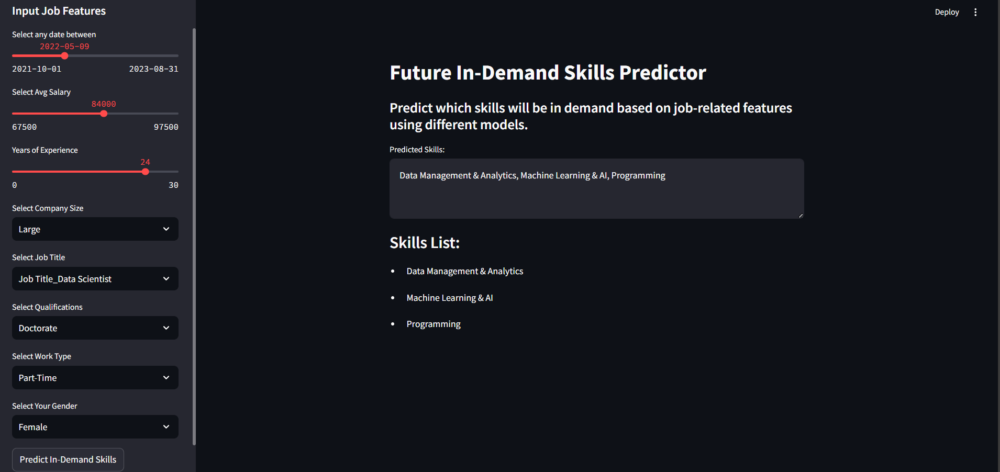 Input Job Features
Select any date between
2022-05-09
2021-10-01 2023-08-31
Select Avg Salary
84000
67500 97500
Years of Experience
24
0 30
Select Company Size
Large
Select Job Title
Job Title_Data Scientist
Select Qualifications
Doctorate
Select Work Type
Part-Time
Select Your Gender
Female
Predict In-Demand Skills
Deploy
Future In-Demand Skills Predictor
Predict which skills will be in demand based on job-related features
using different models.
Predicted Skills:
Data Management & Analytics, Machine Learning & AI, Programming
Skills List:
• Data Management & Analytics
• Machine Learning & AI
• Programming